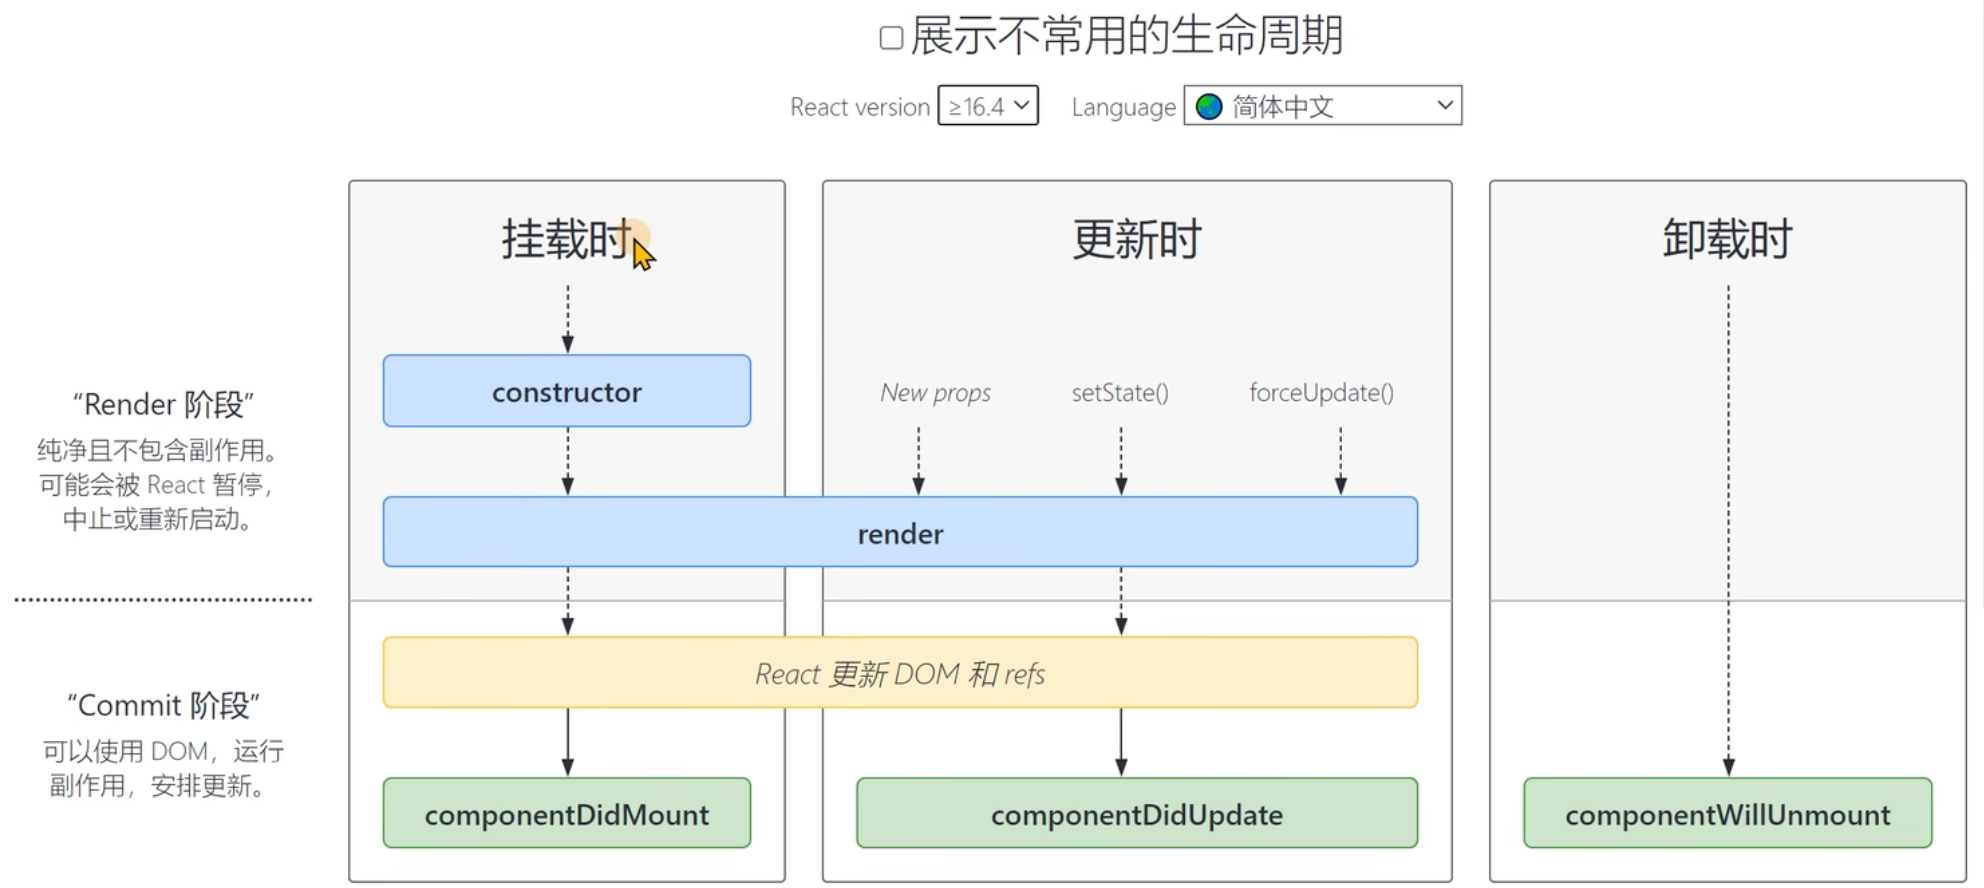 展示不常用的生命周期
React version ≥16.4 Language 简体中文
挂载时
更新时
卸载时
“Render 阶段”
纯净且不包含副作用。
可能会被 React 暂停，
中止或重新启动。
constructor
New props
setState()
forceUpdate()
render
“Commit 阶段”
可以使用 DOM，运行
副作用，安排更新。
React 更新 DOM 和 refs
componentDidMount
componentDidUpdate
componentWillUnmount